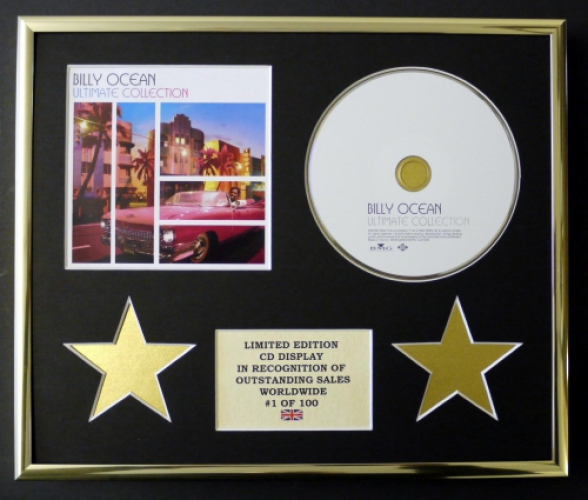 BILLY OCEAN
ULTIMATE COLLECTION
BILLY OCEAN
ULTIMATE COLLECTION
BMG
LIMITED EDITION
CD DISPLAY
IN RECOGNITION OF
OUTSTANDING SALES
WORLDWIDE
#1 OF 100